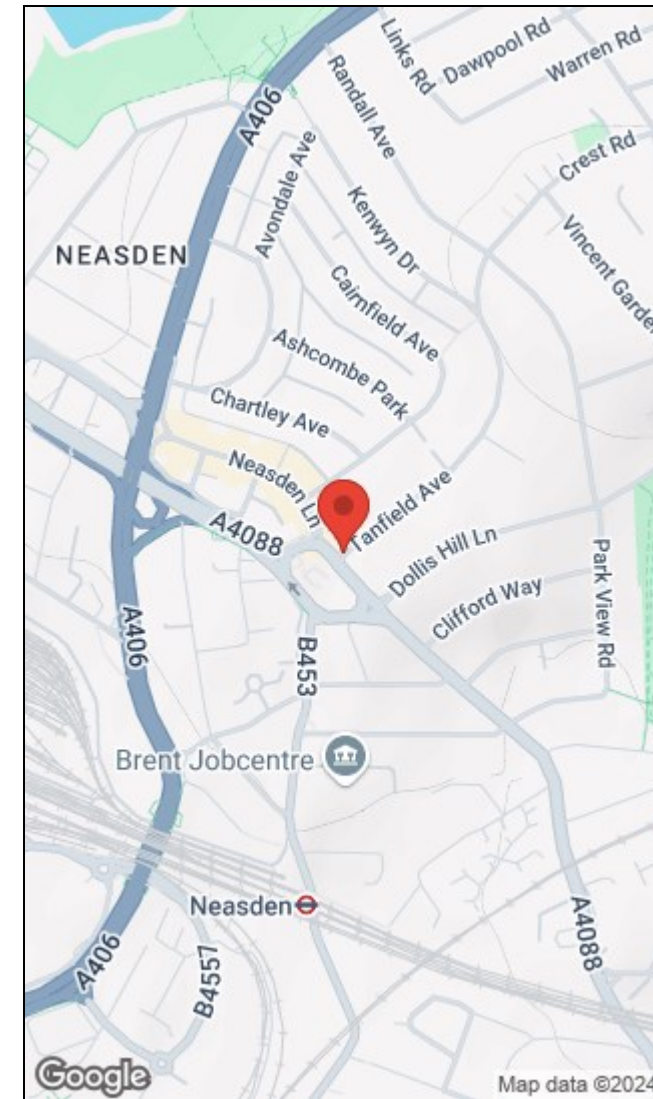 Links Rd
Dawpool Rd
Warren Rd
A406
Randall Ave
Crest Rd
Avondale Ave
Kenwyn Dr
NEASDEN
Vincent Garden
Cairnfield Ave
Ashcombe Park
Chartley Ave
Neasden Ln
Tanfield Ave
A4088
Dollis Hill Ln
Clifford Way
Park View Rd
A406
B453
Brent Jobcentre
Neasden
A4088
A406
B4557
Google
Map data ©2024